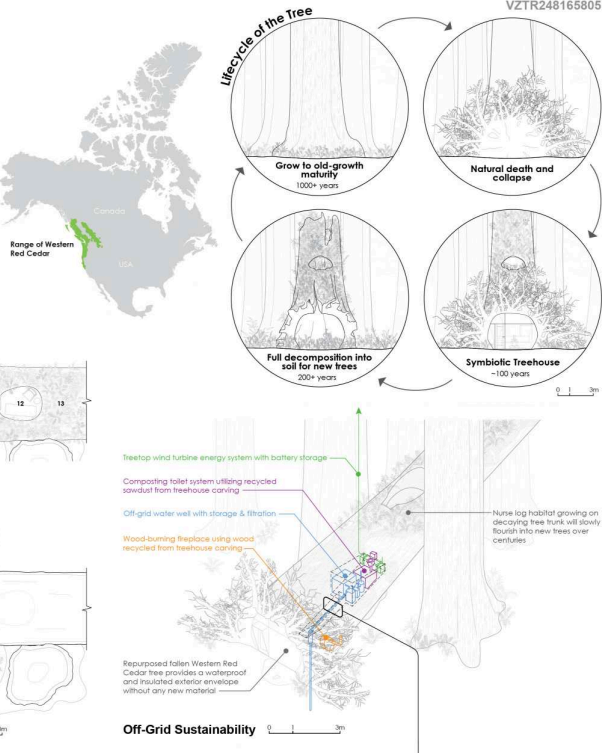 VZTR248165805
Lifecycle of the Tree
Grow to old-growth
maturity
1000+ years
Natural death and
collapse
Canada
USA
Range of Western
Red Cedar
Full decomposition into
soil for new trees
200+ years
Symbiotic Treehouse
~100 years
0 1 3m
12 13
Treetop wind turbine energy system with battery storage
Composting toilet system utilizing recycled
sawdust from treehouse carving
Off-grid water well with storage & filtration
Wood-burning fireplace using wood
recycled from treehouse carving
Nurse log habitat growing on
decaying tree trunk will slowly
flourish into new trees over
centuries
Repurposed fallen Western Red
Cedar tree provides a waterproof
and insulated exterior envelope
without any new material
Off-Grid Sustainability
0 1 3m